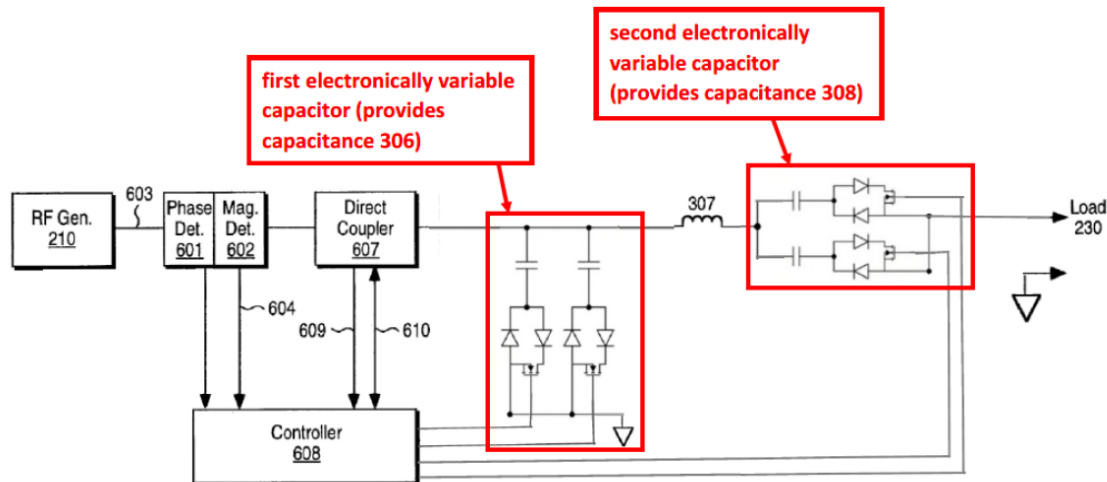 second electronically
variable capacitor
(provides capacitance 308)
first electronically variable
capacitor (provides
capacitance 306)
603
RF Gen.
210
Phase
Det.
601
Mag.
Det.
602
Direct
Coupler
607
307
Load
230
604
609
610
Controller
608